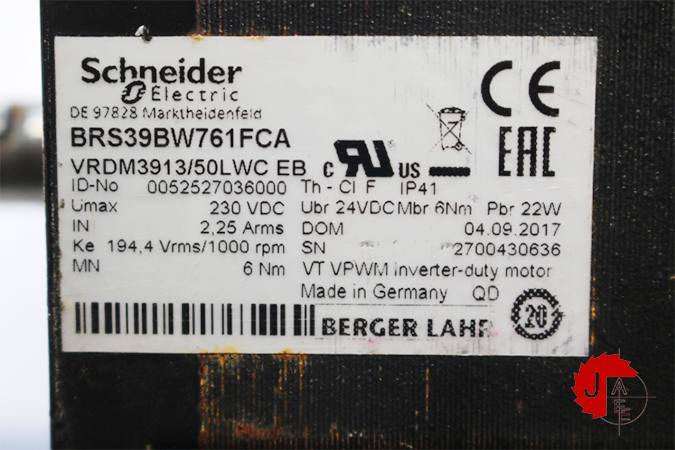 Schneider
Electric
DE 97828 Marktheidenfeld
BRS39BW761FCA
VRDM3913/50LWC EB
ID-No 0052527036000 Th - Cl F IP41
Umax 230 VDC Ubr 24VDC Mbr 6Nm Pbr 22W
IN 2,25 Arms DOM 04.09.2017
Ke 194,4 Vrms/1000 rpm SN 2700430636
MN 6 Nm VT VPWM inverter-duty motor
Made in Germany QD
BERGER LAHR
CE
EAC
c RU US
20
J
A